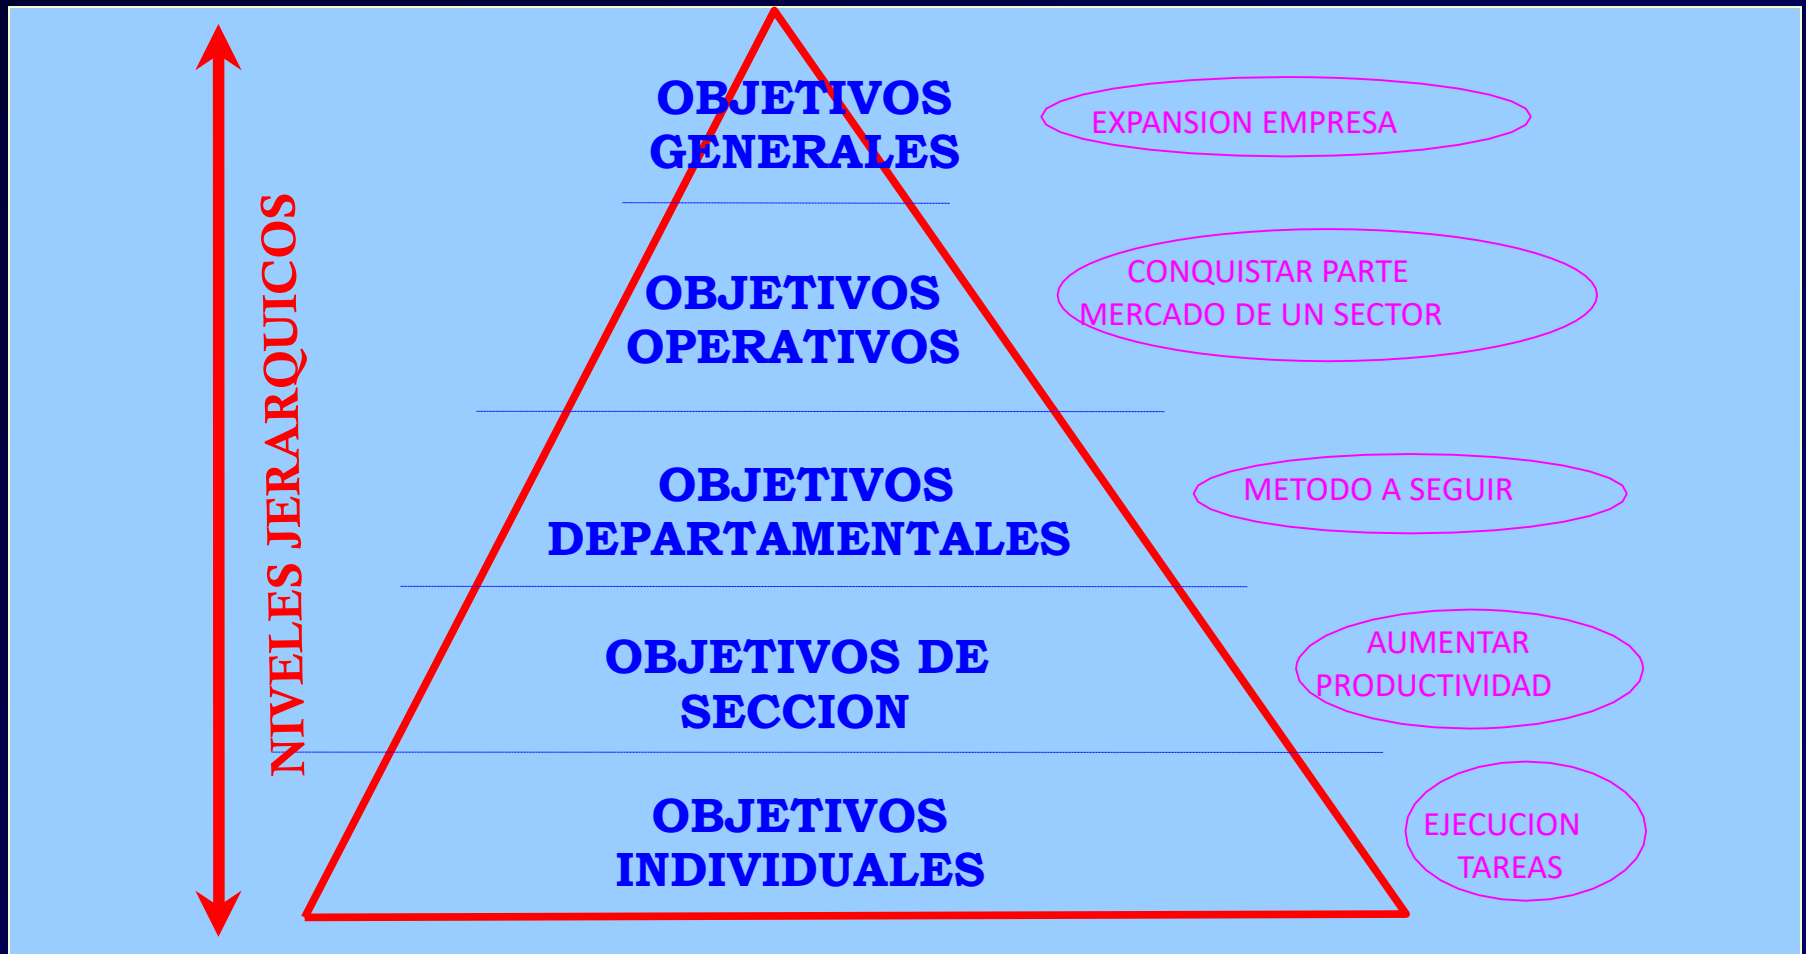 NIVELES JERARQUICOS
OBJETIVOS
GENERALES
EXPANSION EMPRESA
OBJETIVOS
OPERATIVOS
CONQUISTAR PARTE
MERCADO DE UN SECTOR
OBJETIVOS
DEPARTAMENTALES
METODO A SEGUIR
OBJETIVOS DE
SECCION
AUMENTAR
PRODUCTIVIDAD
OBJETIVOS
INDIVIDUALES
EJECUCION
TAREAS